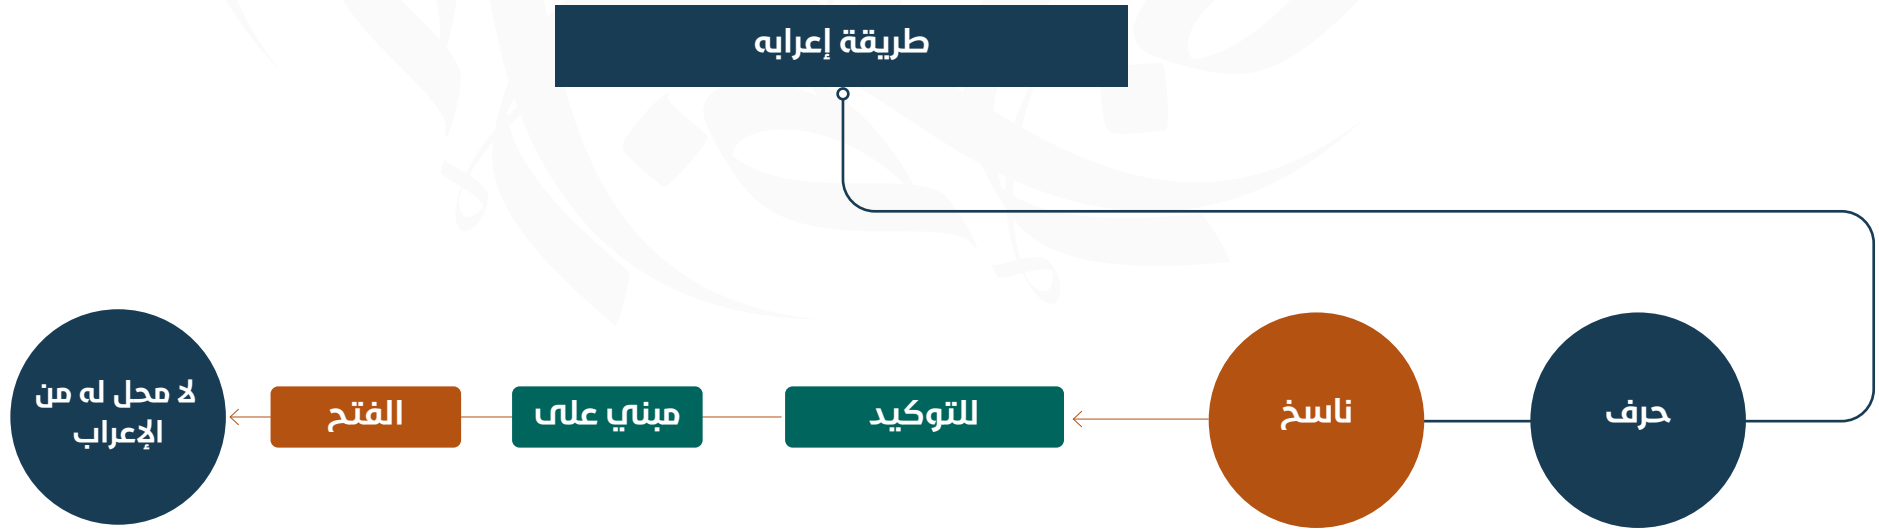 طريقة إعرابه
حرف
ناسخ
للتوكيد
مبني على
الفتح
لا محل له من
الإعراب